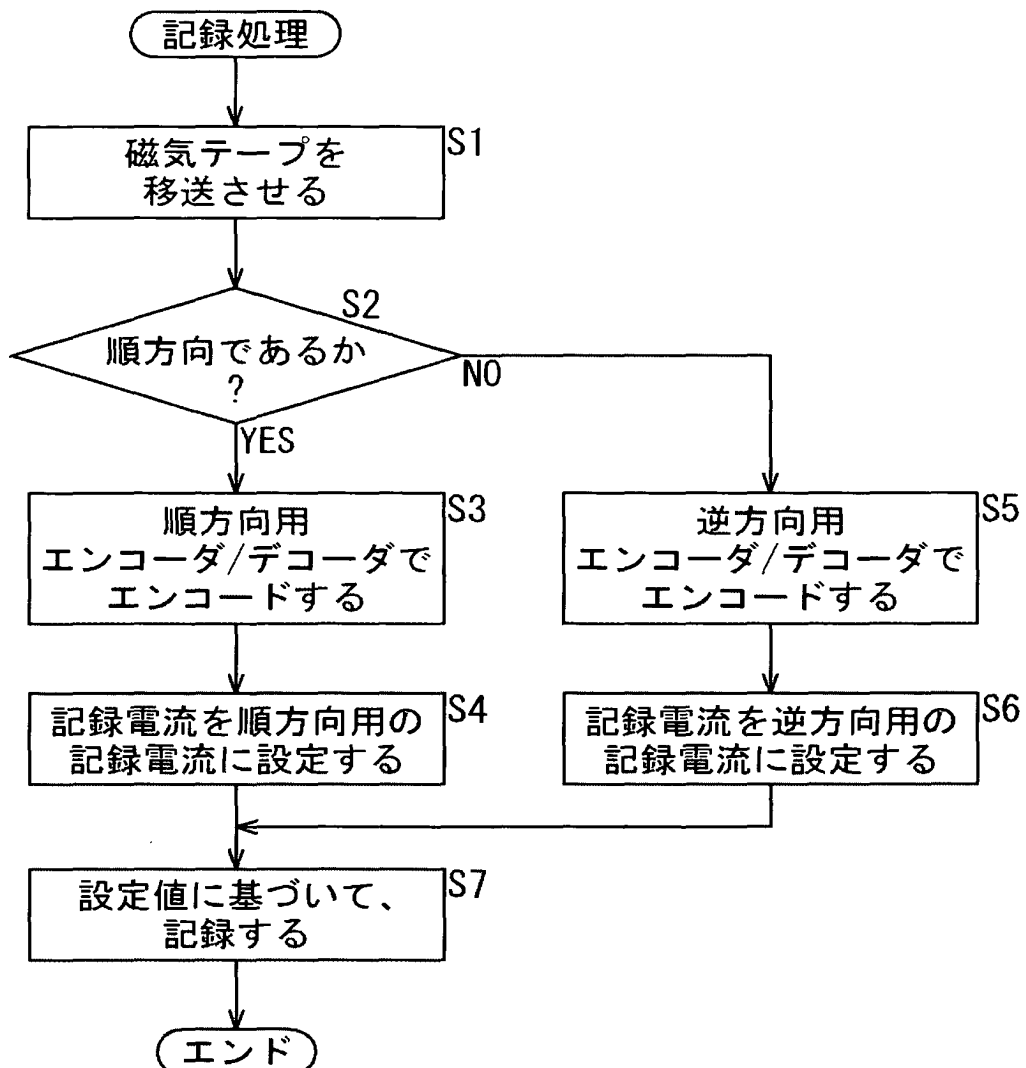 記録処理
S1
磁気テープを
移送させる
S2
順方向であるか
?
NO
YES
S3
順方向用
エンコーダ/デコーダで
エンコードする
S5
逆方向用
エンコーダ/デコーダで
エンコードする
S4
記録電流を順方向用の
記録電流に設定する
S6
記録電流を逆方向用の
記録電流に設定する
S7
設定値に基づいて、
記録する
エンド